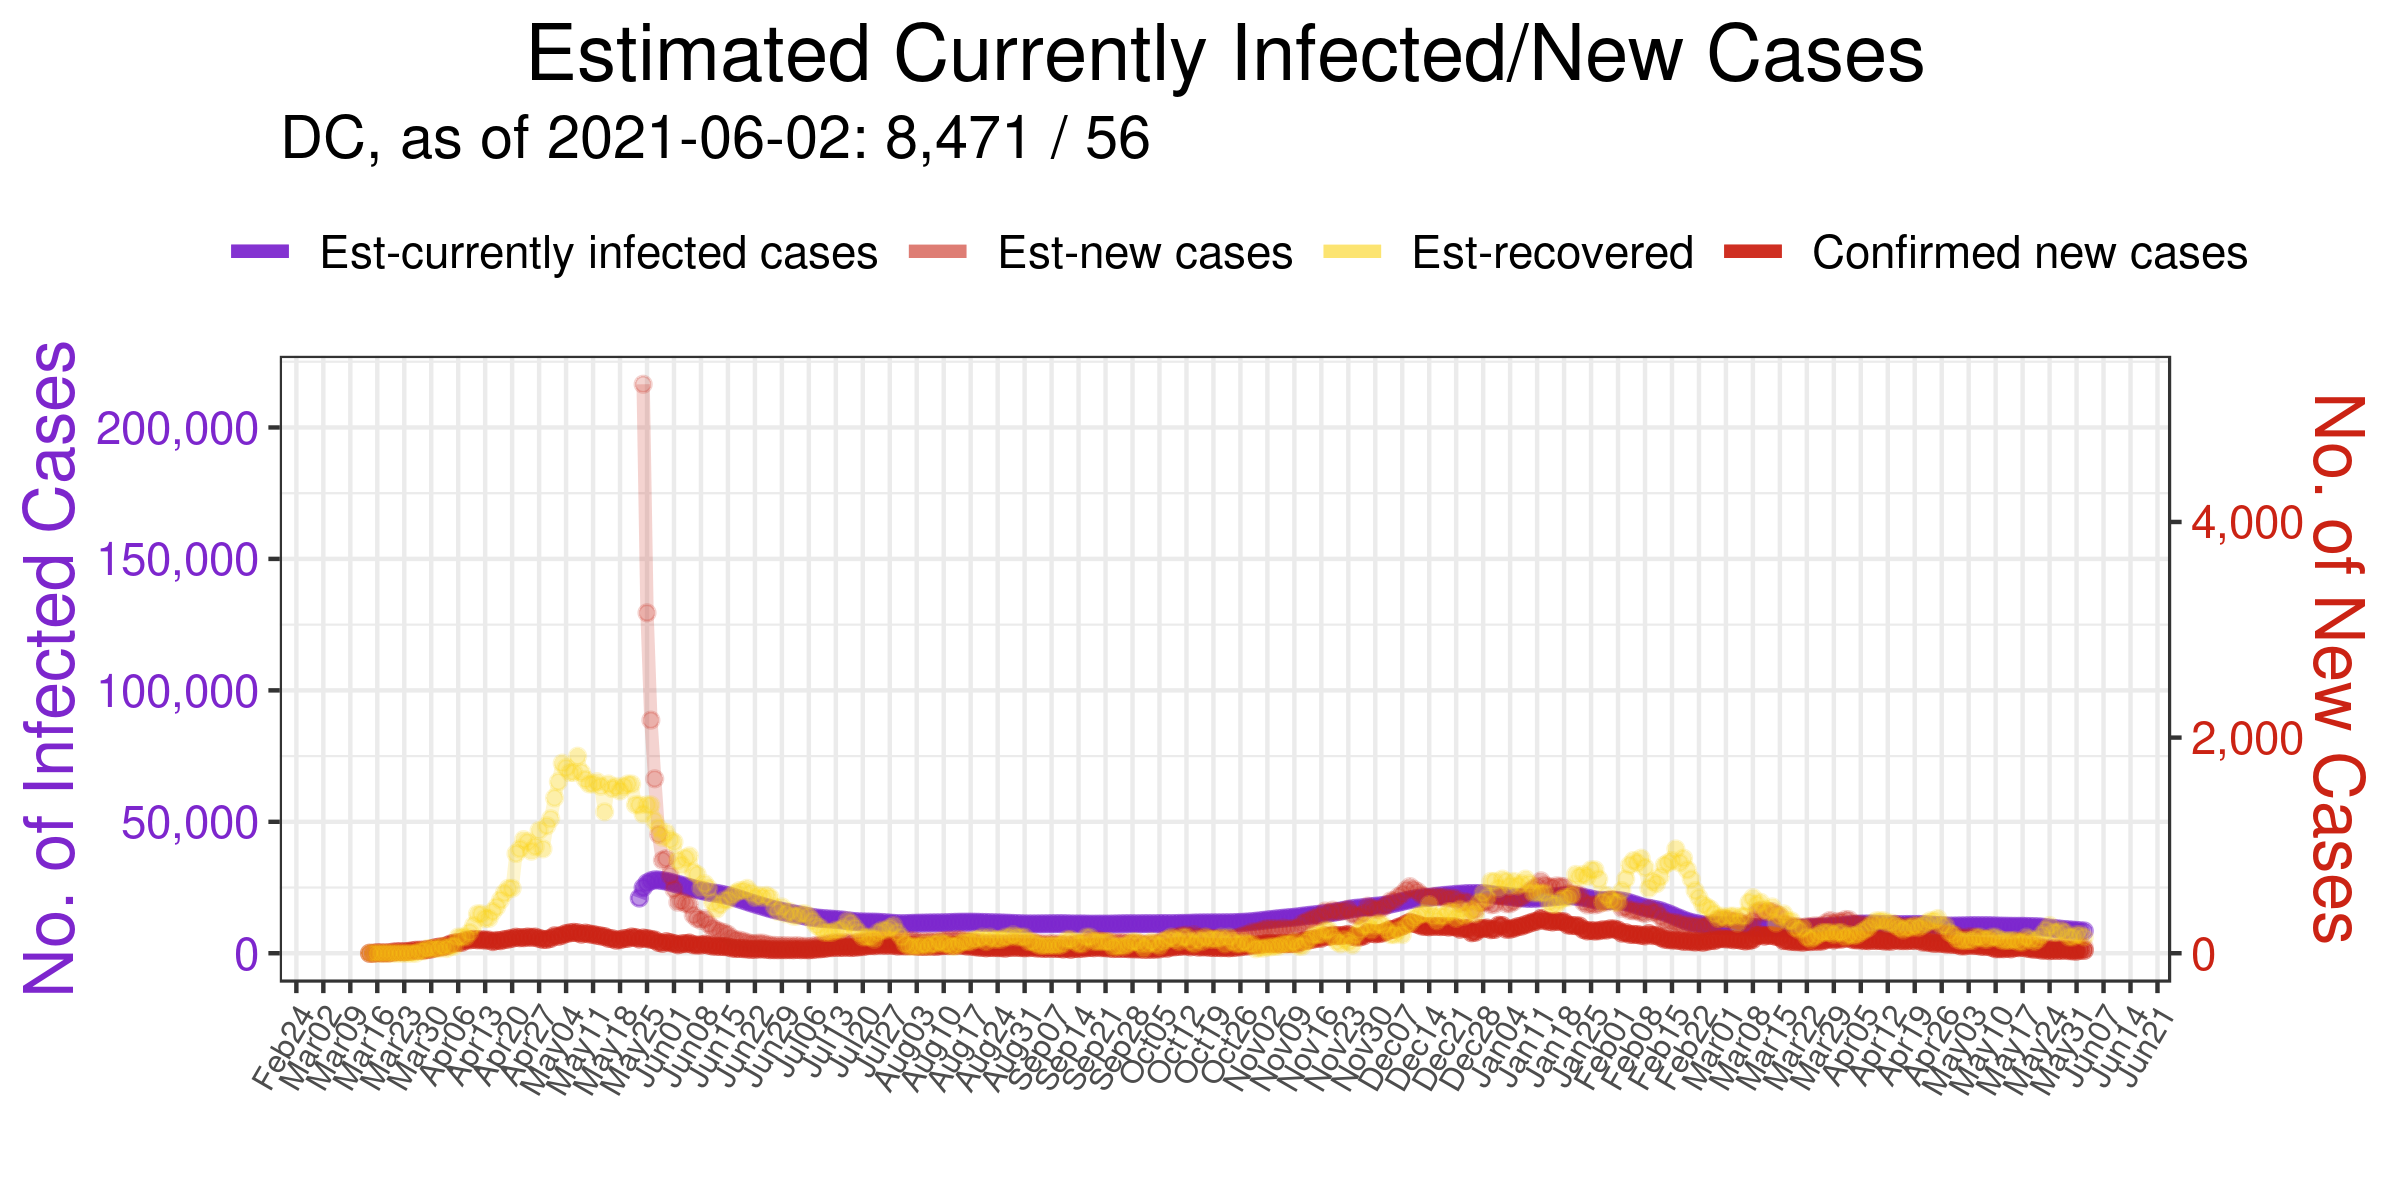 Estimated Currently Infected/New Cases
DC, as of 2021-06-02: 8,471 / 56
Est-currently infected cases
Est-new cases
Est-recovered
Confirmed new cases
No. of Infected Cases
200,000
150,000
100,000
50,000
0
4,000
2,000
0
No. of New Cases
Feb24
Mar02
Mar09
Mar16
Mar23
Mar30
Apr06
Apr13
Apr20
Apr27
May04
May11
May18
May25
Jun01
Jun08
Jun15
Jun22
Jun29
Jul06
Jul13
Jul20
Jul27
Aug03
Aug10
Aug17
Aug24
Aug31
Sep07
Sep14
Sep21
Sep28
Oct05
Oct12
Oct19
Oct26
Nov02
Nov09
Nov16
Nov23
Nov30
Dec07
Dec14
Dec21
Dec28
Jan04
Jan11
Jan18
Jan25
Feb01
Feb08
Feb15
Feb22
Mar01
Mar08
Mar15
Mar22
Mar29
Apr05
Apr12
Apr19
Apr26
May03
May10
May17
May24
May31
Jun07
Jun14
Jun21